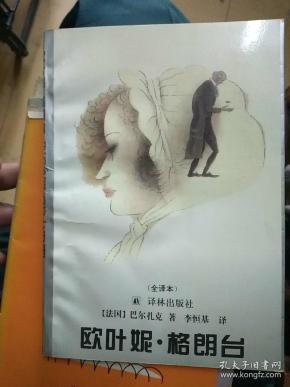 (全译本)
译林出版社
[法国] 巴尔扎克 著 李恒基 译
欧叶妮·格朗台
孔夫子旧书网